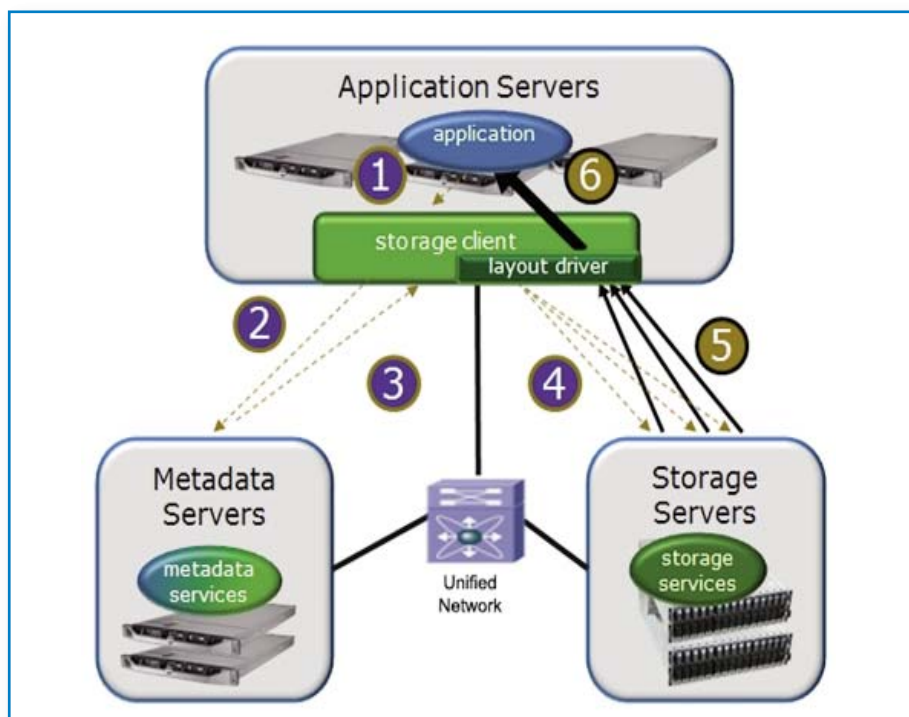 Application Servers
application
1
6
storage client
layout driver
2
3
4
5
Metadata
Servers
metadata
services
Unified
Network
Storage
Servers
storage
services